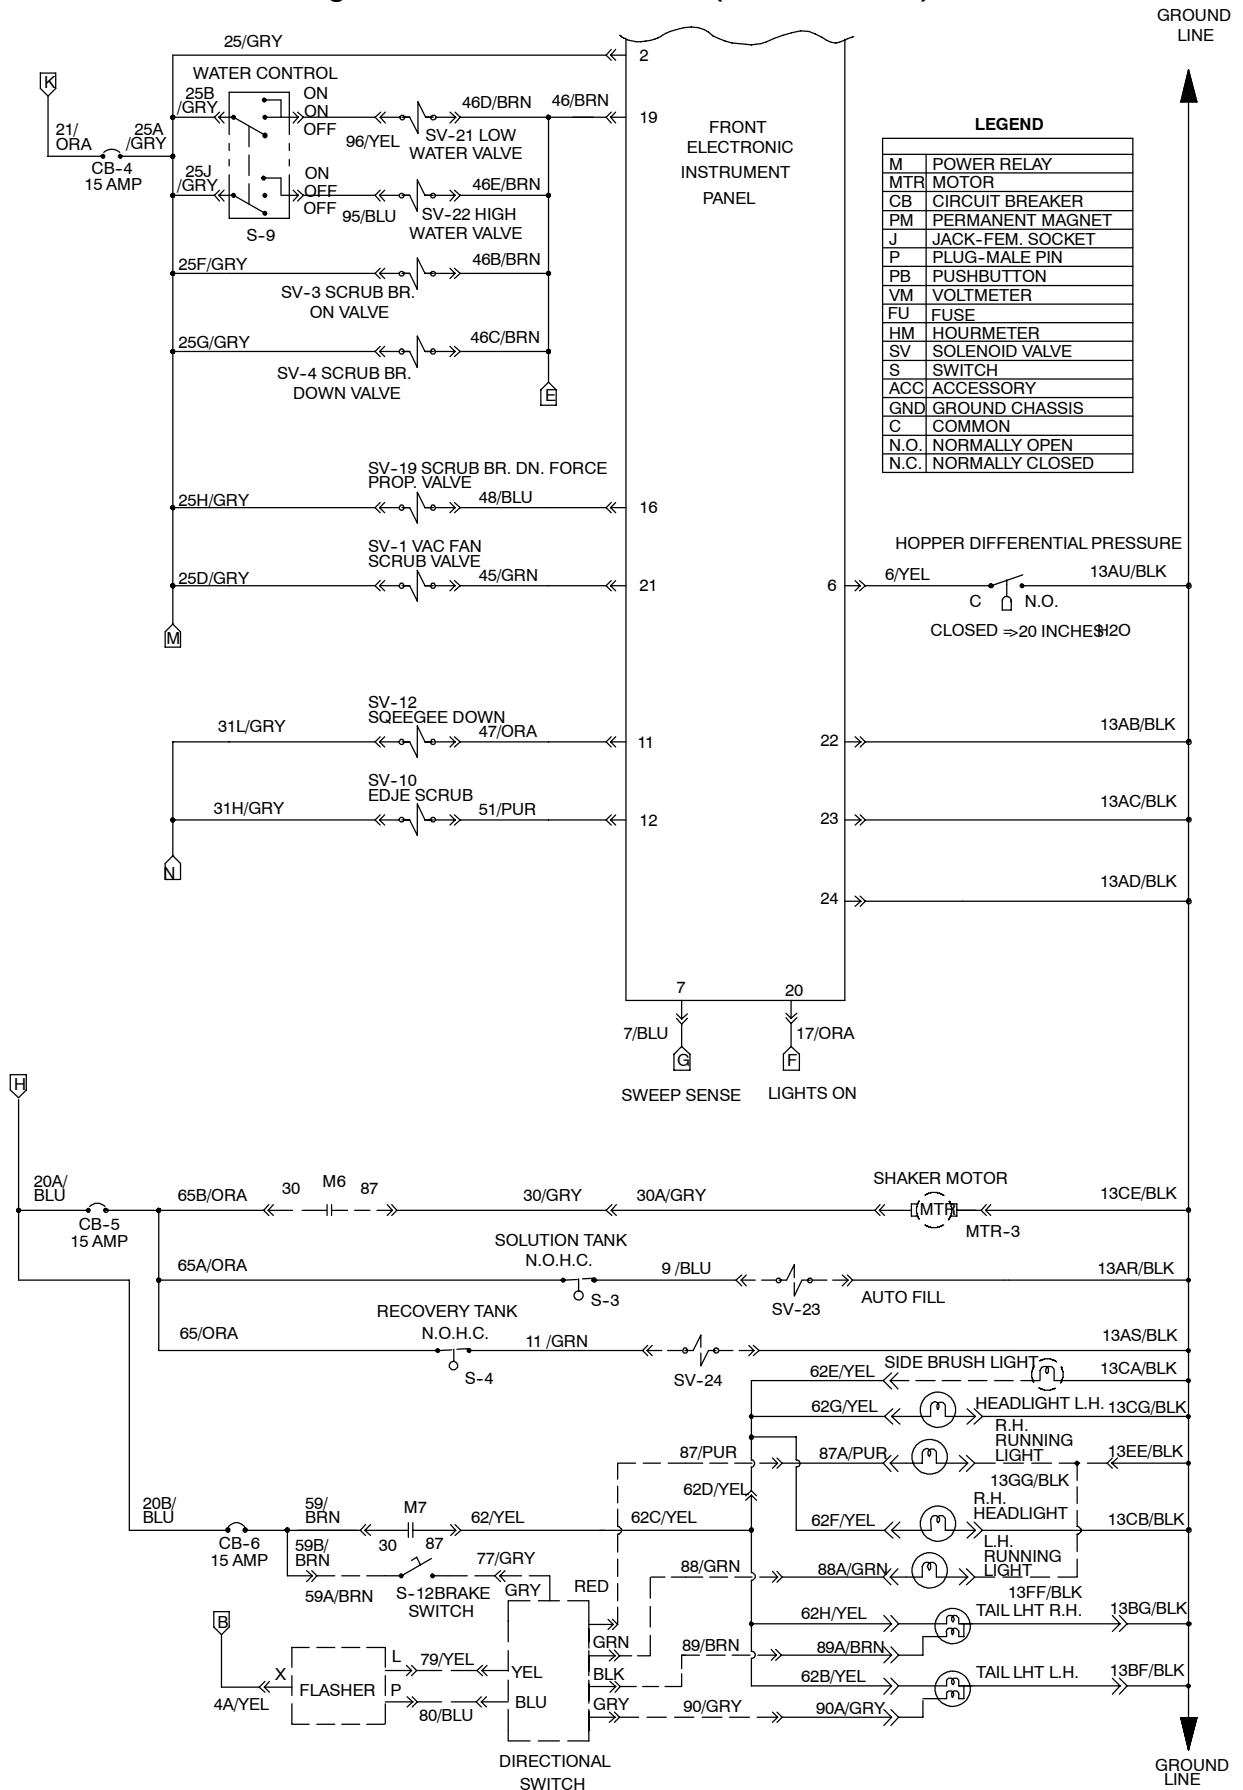 GROUND
LINE
25/GRY
2
K
WATER CONTROL
25B
/GRY
ON
ON
OFF
46D/BRN
46/BRN
19
21/
ORA
25A
/GRY
96/YEL
SV-21 LOW
WATER VALVE
CB-4
15 AMP
25J
/GRY
ON
OFF
OFF
46E/BRN
95/BLU
SV-22 HIGH
WATER VALVE
S-9
FRONT
ELECTRONIC
INSTRUMENT
PANEL
LEGEND
M POWER RELAY
MTR MOTOR
CB CIRCUIT BREAKER
PM PERMANENT MAGNET
J JACK-FEM. SOCKET
P PLUG-MALE PIN
PB PUSHBUTTON
VM VOLTMETER
FU FUSE
HM HOURMETER
SV SOLENOID VALVE
S SWITCH
ACC ACCESSORY
GND GROUND CHASSIS
C COMMON
N.O. NORMALLY OPEN
N.C. NORMALLY CLOSED
25F/GRY
46B/BRN
SV-3 SCRUB BR.
ON VALVE
25G/GRY
46C/BRN
SV-4 SCRUB BR.
DOWN VALVE
E
SV-19 SCRUB BR. DN. FORCE
PROP. VALVE
25H/GRY
48/BLU
16
SV-1 VAC FAN
SCRUB VALVE
25D/GRY
45/GRN
21
M
HOPPER DIFFERENTIAL PRESSURE
6
6/YEL
13AU/BLK
C
N.O.
CLOSED =>20 INCHES H2O
SV-12
SQEEGEE DOWN
31L/GRY
47/ORA
11
22
13AB/BLK
SV-10
EDJE SCRUB
31H/GRY
51/PUR
12
23
13AC/BLK
N
24
13AD/BLK
7
20
7/BLU
17/ORA
G
F
SWEEP SENSE
LIGHTS ON
H
20A/
BLU
CB-5
15 AMP
65B/ORA
30
M6
87
30/GRY
30A/GRY
SHAKER MOTOR
MTR
MTR-3
13CE/BLK
SOLUTION TANK
N.O.H.C.
65A/ORA
S-3
9 /BLU
SV-23
AUTO FILL
13AR/BLK
RECOVERY TANK
N.O.H.C.
65/ORA
S-4
11 /GRN
SV-24
13AS/BLK
62E/YEL
SIDE BRUSH LIGHT
13CA/BLK
62G/YEL
HEADLIGHT L.H.
13CG/BLK
87/PUR
87A/PUR
R.H.
RUNNING
LIGHT
13EE/BLK
62D/YEL
13GG/BLK
20B/
BLU
CB-6
15 AMP
59/
BRN
M7
30
87
62/YEL
62C/YEL
62F/YEL
R.H.
HEADLIGHT
13CB/BLK
59B/
BRN
59A/BRN
S-12BRAKE
SWITCH
77/GRY
GRY
RED
88/GRN
88A/GRN
L.H.
RUNNING
LIGHT
13FF/BLK
62H/YEL
TAIL LHT R.H.
13BG/BLK
B
GRN
89/BRN
89A/BRN
X
4A/YEL
FLASHER
L
79/YEL
YEL
BLK
62B/YEL
TAIL LHT L.H.
13BF/BLK
P
80/BLU
BLU
GRY
90/GRY
90A/GRY
DIRECTIONAL
SWITCH
GROUND
LINE